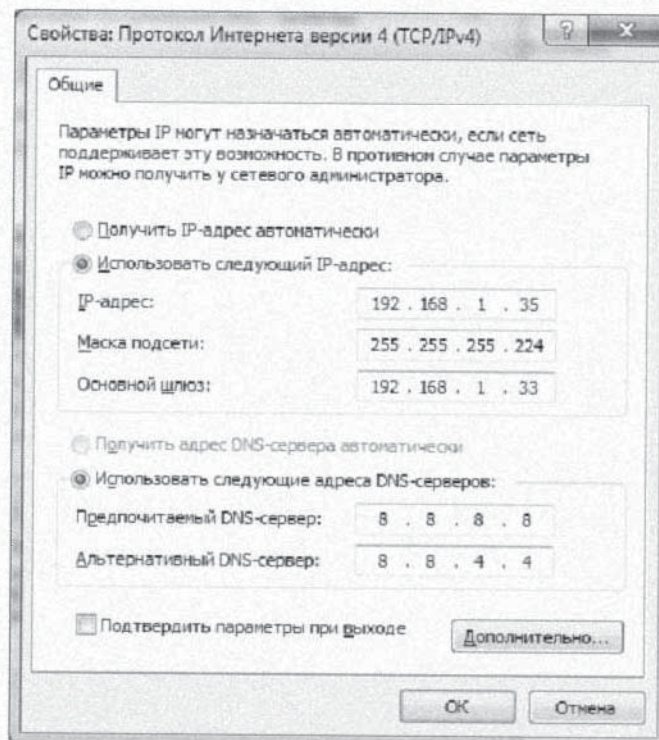 Свойства: Протокол Интернета версии 4 (TCP/IPv4)
Общие
Параметры IP могут назначаться автоматически, если сеть
поддерживает эту возможность. В противном случае параметры
IP можно получить у сетевого администратора.
Получить IP-адрес автоматически
Использовать следующий IP-адрес:
IP-адрес: 192 . 168 . 1 . 35
Маска подсети: 255 . 255 . 255 . 224
Основной шлюз: 192 . 168 . 1 . 33
Получить адрес DNS-сервера автоматически
Использовать следующие адреса DNS-серверов:
Предпочитаемый DNS-сервер: 8 . 8 . 8 . 8
Альтернативный DNS-сервер: 8 . 8 . 4 . 4
Подтвердить параметры при выходе
Дополнительно...
ОК Отмена